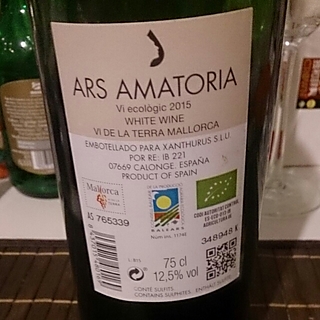 ARS AMATORIA
Vi ecològic 2015
WHITE WINE
VI DE LA TERRA MALLORCA
EMBOTELLADO PARA XANTHURUS S.L.U.
POR RE: IB 221
07669 CALONGE. ESPAÑA
PRODUCT OF SPAIN
Mallorca
AS 765339
BALEARS
348948 K
75 cl
12,5% vol
CONTÉ SULFITS.
CONTAINS SULPHITES.